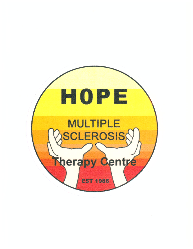 HOPE
MULTIPLE
SCLEROSIS
Therapy Centre
EST 1986